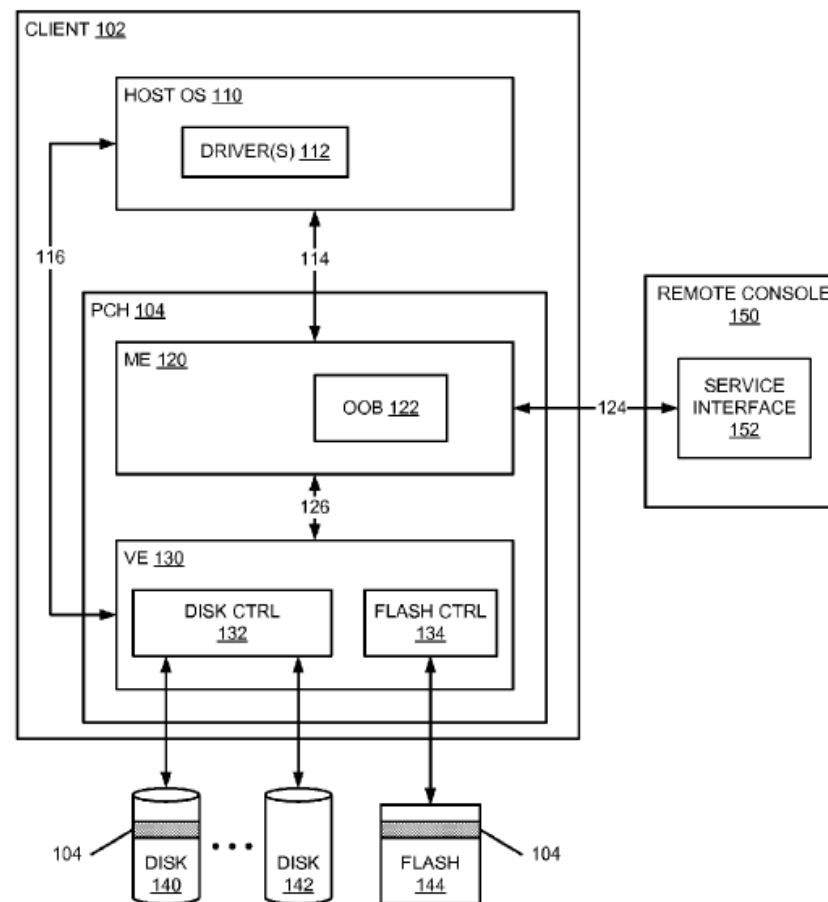 CLIENT 102
HOST OS 110
DRIVER(S) 112
116
114
PCH 104
REMOTE CONSOLE
150
ME 120
OOB 122
124
SERVICE
INTERFACE
152
126
VE 130
DISK CTRL
132
FLASH CTRL
134
104
DISK
140
DISK
142
FLASH
144
104